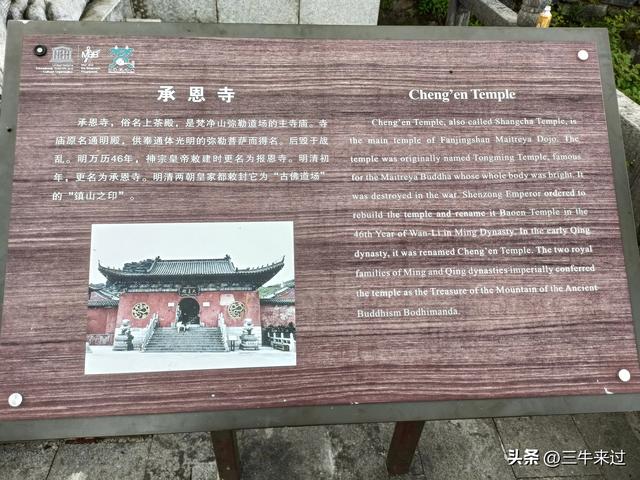 承恩寺
承恩寺，俗名上茶殿，是梵净山弥勒道场的主寺庙。寺
庙原名通明殿，供奉通体光明的弥勒菩萨而得名。后毁于战
乱。明万历46年，神宗皇帝敕建时更名为报恩寺。明清初
年，更名为承恩寺。明清两朝皇家都敕封它为“古佛道场”
的“鎮山之印”。
Cheng'en Temple
Cheng'en Temple, also called Shangcha Temple, is
the main temple of Fanjingshan Maitreya Dojo. The
temple was originally named Tongming Temple, famous
for the Maitreya Buddha whose whole body was bright. It
was destroyed in the war. Shenzong Emperor ordered to
rebuild the temple and rename it Baoen Temple in the
46th Year of Wan-Li in Ming Dynasty. In the early Qing
dynasty, it was renamed Cheng'en Temple. The two royal
families of Ming and Qing dynasties imperially conferred
the temple as the Treasure of the Mountain of the Ancient
Buddhism Bodhimanda.
头条 @三牛来过